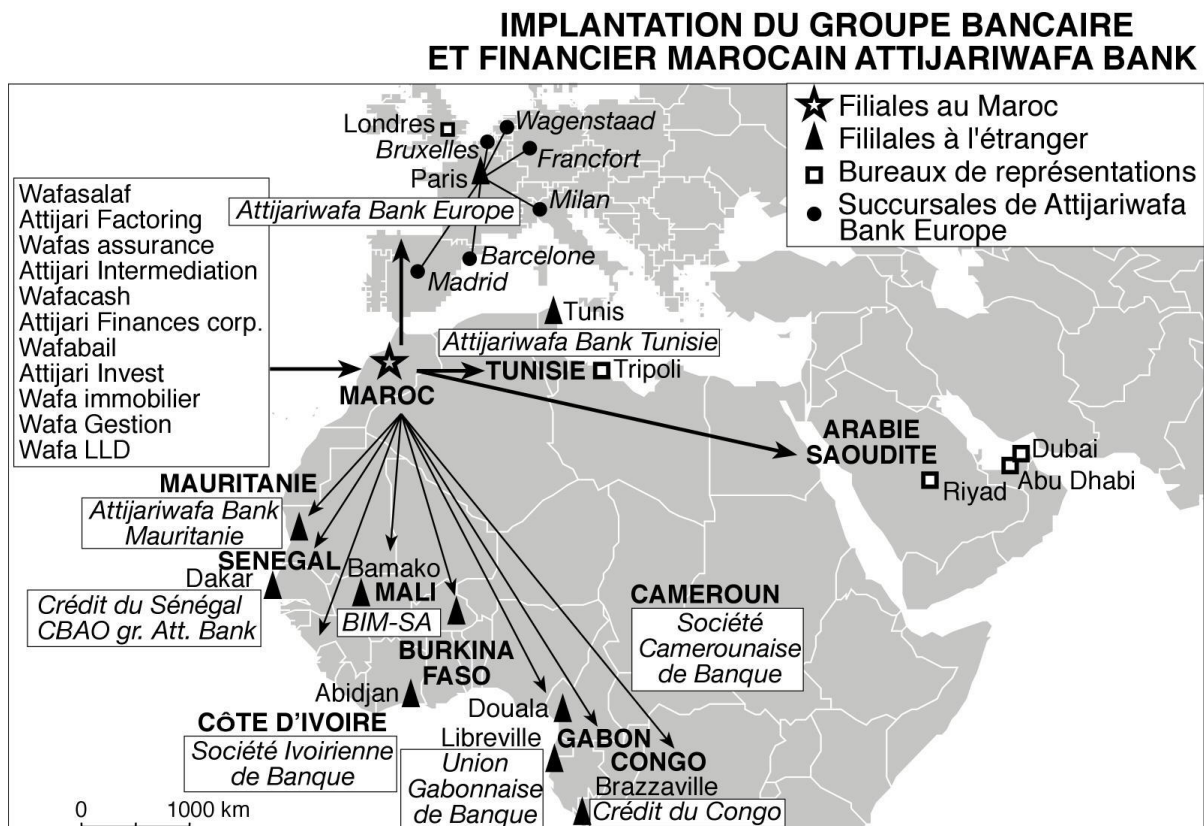 IMPLANTATION DU GROUPE BANCAIRE
ET FINANCIER MAROCAIN ATTIJARIWAFA BANK
Filiales au Maroc
Fililales à l'étranger
Bureaux de représentations
Succursales de Attijariwafa
Bank Europe
Londres
Wagenstaad
Bruxelles
Francfort
Paris
Milan
Attijariwafa Bank Europe
Barcelone
Madrid
Wafasalaf
Attijari Factoring
Wafas assurance
Attijari Intermediation
Wafacash
Attijari Finances corp.
Wafabail
Attijari Invest
Wafa immobilier
Wafa Gestion
Wafa LLD
Tunis
Attijariwafa Bank Tunisie
TUNISIE
Tripoli
MAROC
ARABIE
SAOUDITE
Dubai
Abu Dhabi
Riyad
MAURITANIE
Attijariwafa Bank
Mauritanie
SENEGAL
Dakar
Crédit du Sénégal
CBAO gr. Att. Bank
Bamako
MALI
BIM-SA
BURKINA
FASO
CAMEROUN
Société
Camerounaise
de Banque
Abidjan
CÔTE D'IVOIRE
Société Ivoirienne
de Banque
Douala
Libreville
GABON
Union
Gabonnaise
de Banque
CONGO
Brazzaville
Crédit du Congo
0 1000 km